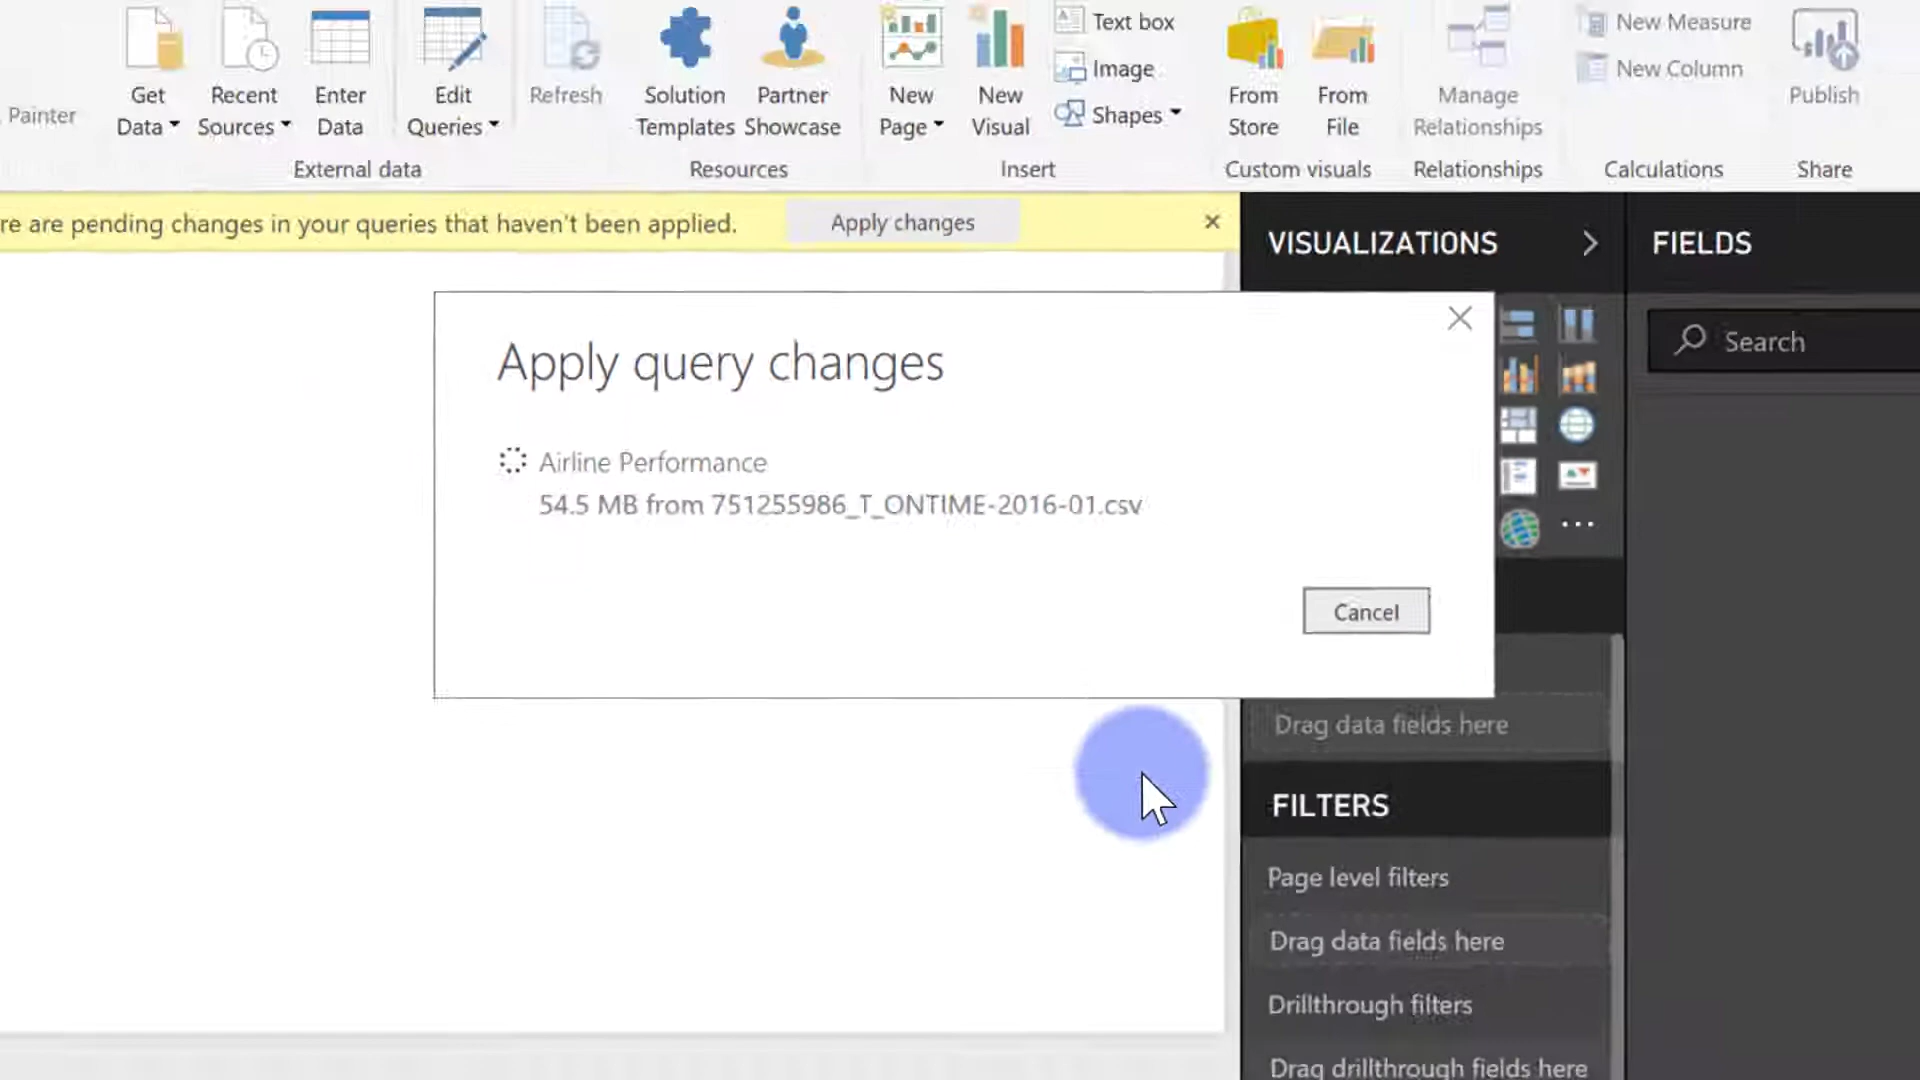 Painter
Get
Data
Recent
Sources
Enter
Data
Edit
Queries
Refresh
External data
Solution
Templates
Partner
Showcase
Resources
New
Page
New
Visual
Text box
Image
Shapes
Insert
From
Store
From
File
Custom visuals
Manage
Relationships
Relationships
New Measure
New Column
Calculations
Publish
Share
re are pending changes in your queries that haven't been applied.
Apply changes
VISUALIZATIONS
FIELDS
Search
Apply query changes
Airline Performance
54.5 MB from 751255986_T_ONTIME-2016-01.csv
Cancel
Drag data fields here
FILTERS
Page level filters
Drag data fields here
Drillthrough filters
Drag drillthrough fields here